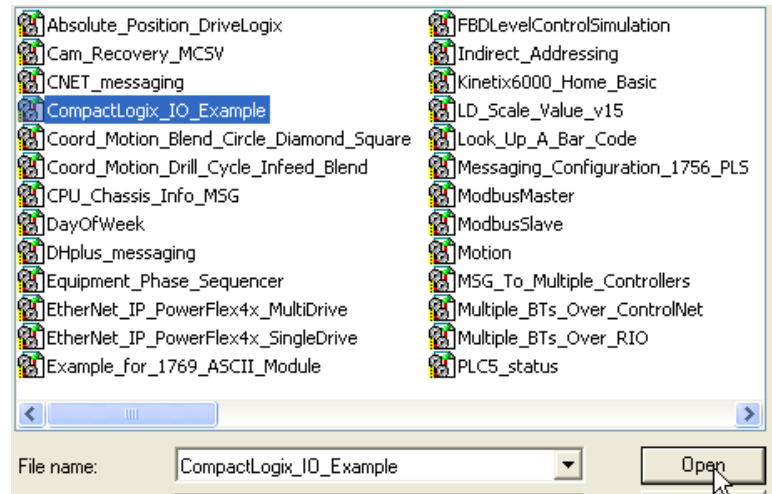 Absolute_Position_DriveLogix
Cam_Recovery_MCSV
CNET_messaging
CompactLogix_IO_Example
Coord_Motion_Blend_Circle_Diamond_Square
Coord_Motion_Drill_Cycle_Infeed_Blend
CPU_Chassis_Info_MSG
DayOfWeek
DHplus_messaging
Equipment_Phase_Sequencer
EtherNet_IP_PowerFlex4x_MultiDrive
EtherNet_IP_PowerFlex4x_SingleDrive
Example_for_1769_ASCII_Module
FBDLevelControlSimulation
Indirect_Addressing
Kinetix6000_Home_Basic
LD_Scale_Value_v15
Look_Up_A_Bar_Code
Messaging_Configuration_1756_PLS
ModbusMaster
ModbusSlave
Motion
MSG_To_Multiple_Controllers
Multiple_BTs_Over_ControlNet
Multiple_BTs_Over_RIO
PLC5_status
File name: CompactLogix_IO_Example Open